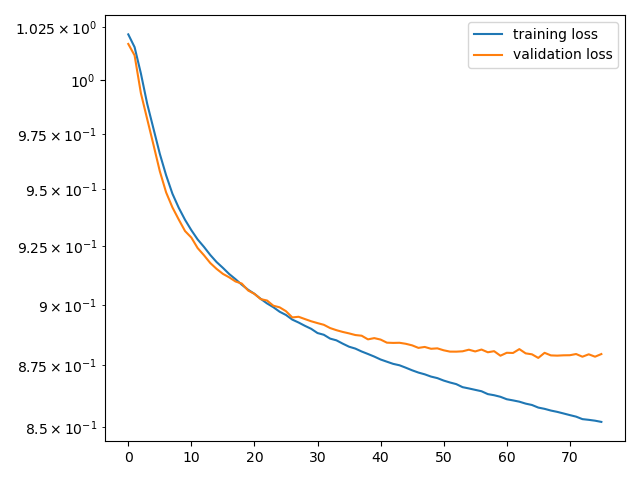 training loss
validation loss
1.025 × 10⁰
10⁰
9.75 × 10⁻¹
9.5 × 10⁻¹
9.25 × 10⁻¹
9 × 10⁻¹
8.75 × 10⁻¹
8.5 × 10⁻¹
0 10 20 30 40 50 60 70